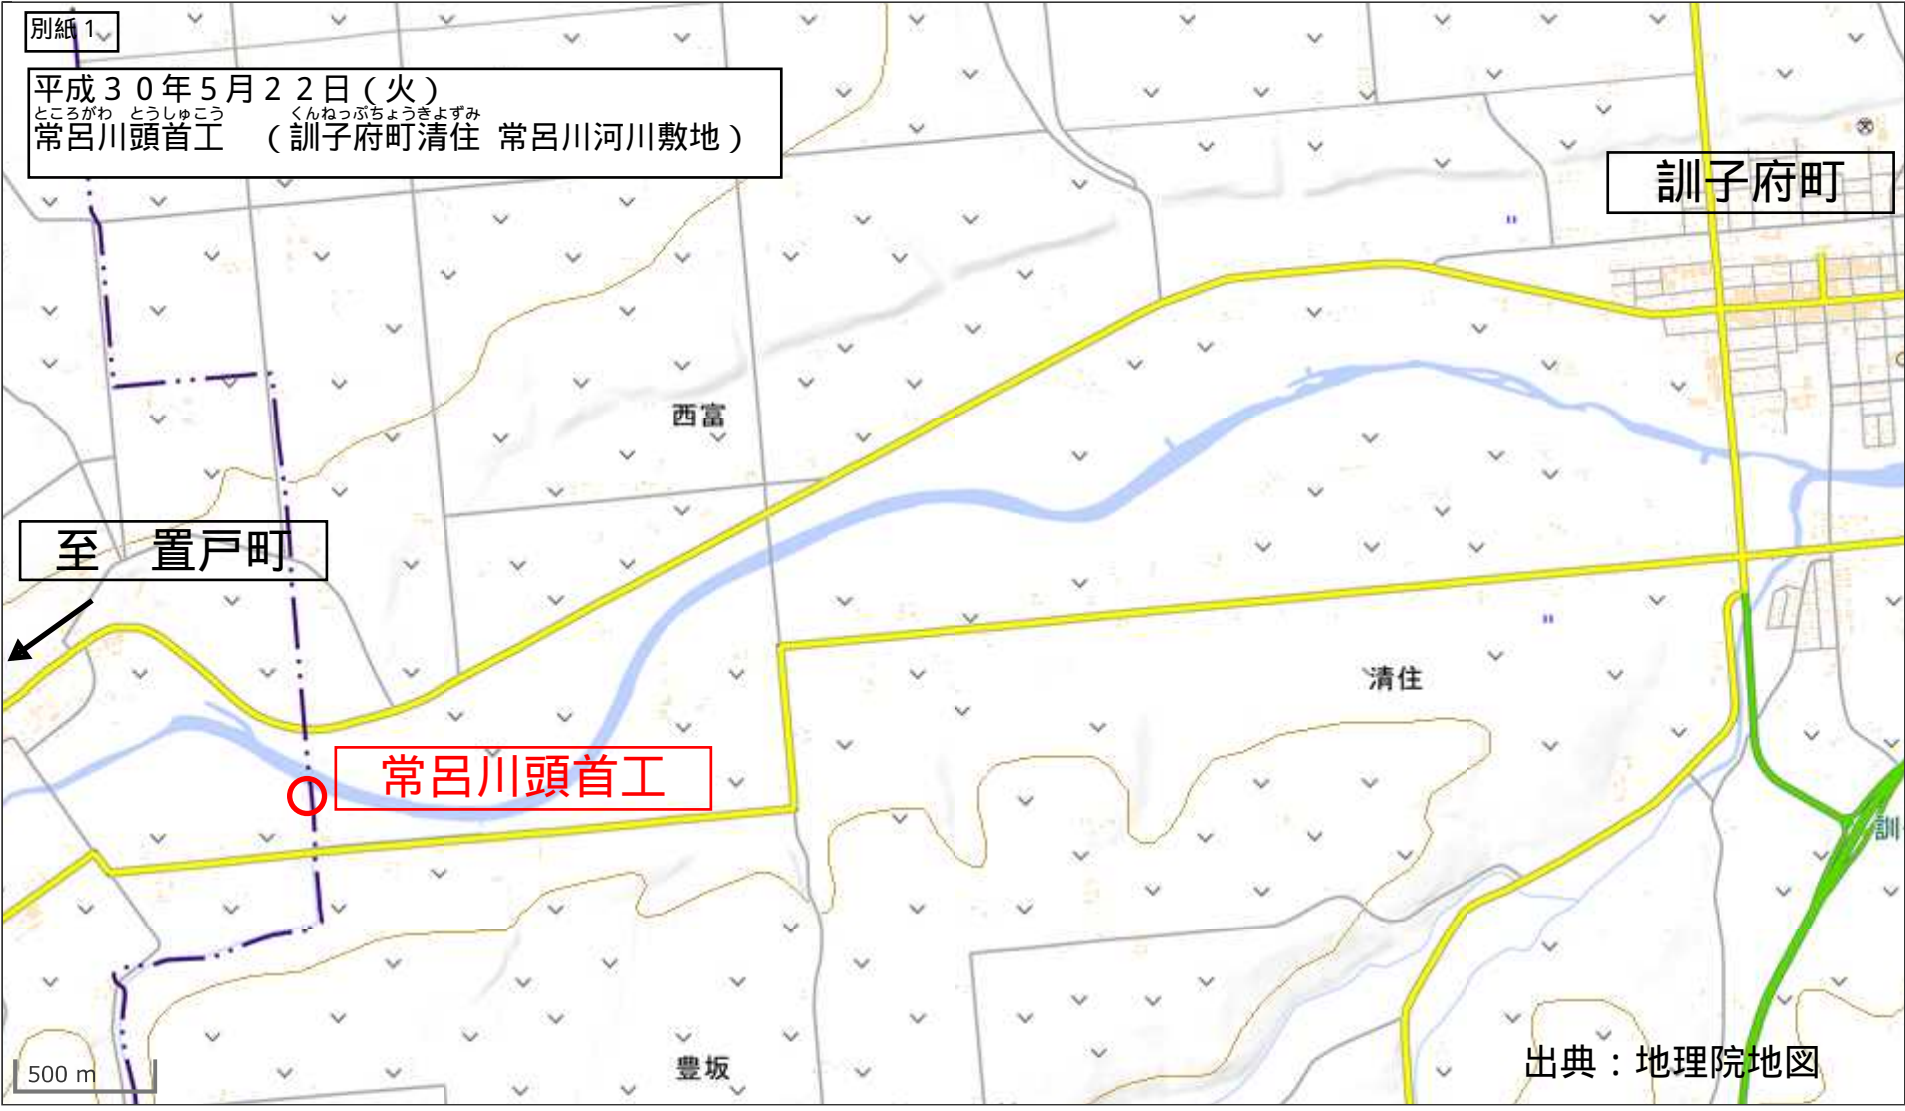 別紙1
平成30年5月22日(火)
ところがわ とうしゅこう くんねっぷちょうきよずみ
常呂川頭首工 (訓子府町清住 常呂川河川敷地)
訓子府町
西富
至 置戸町
清住
常呂川頭首工
訓
豊坂
出典:地理院地図
500 m